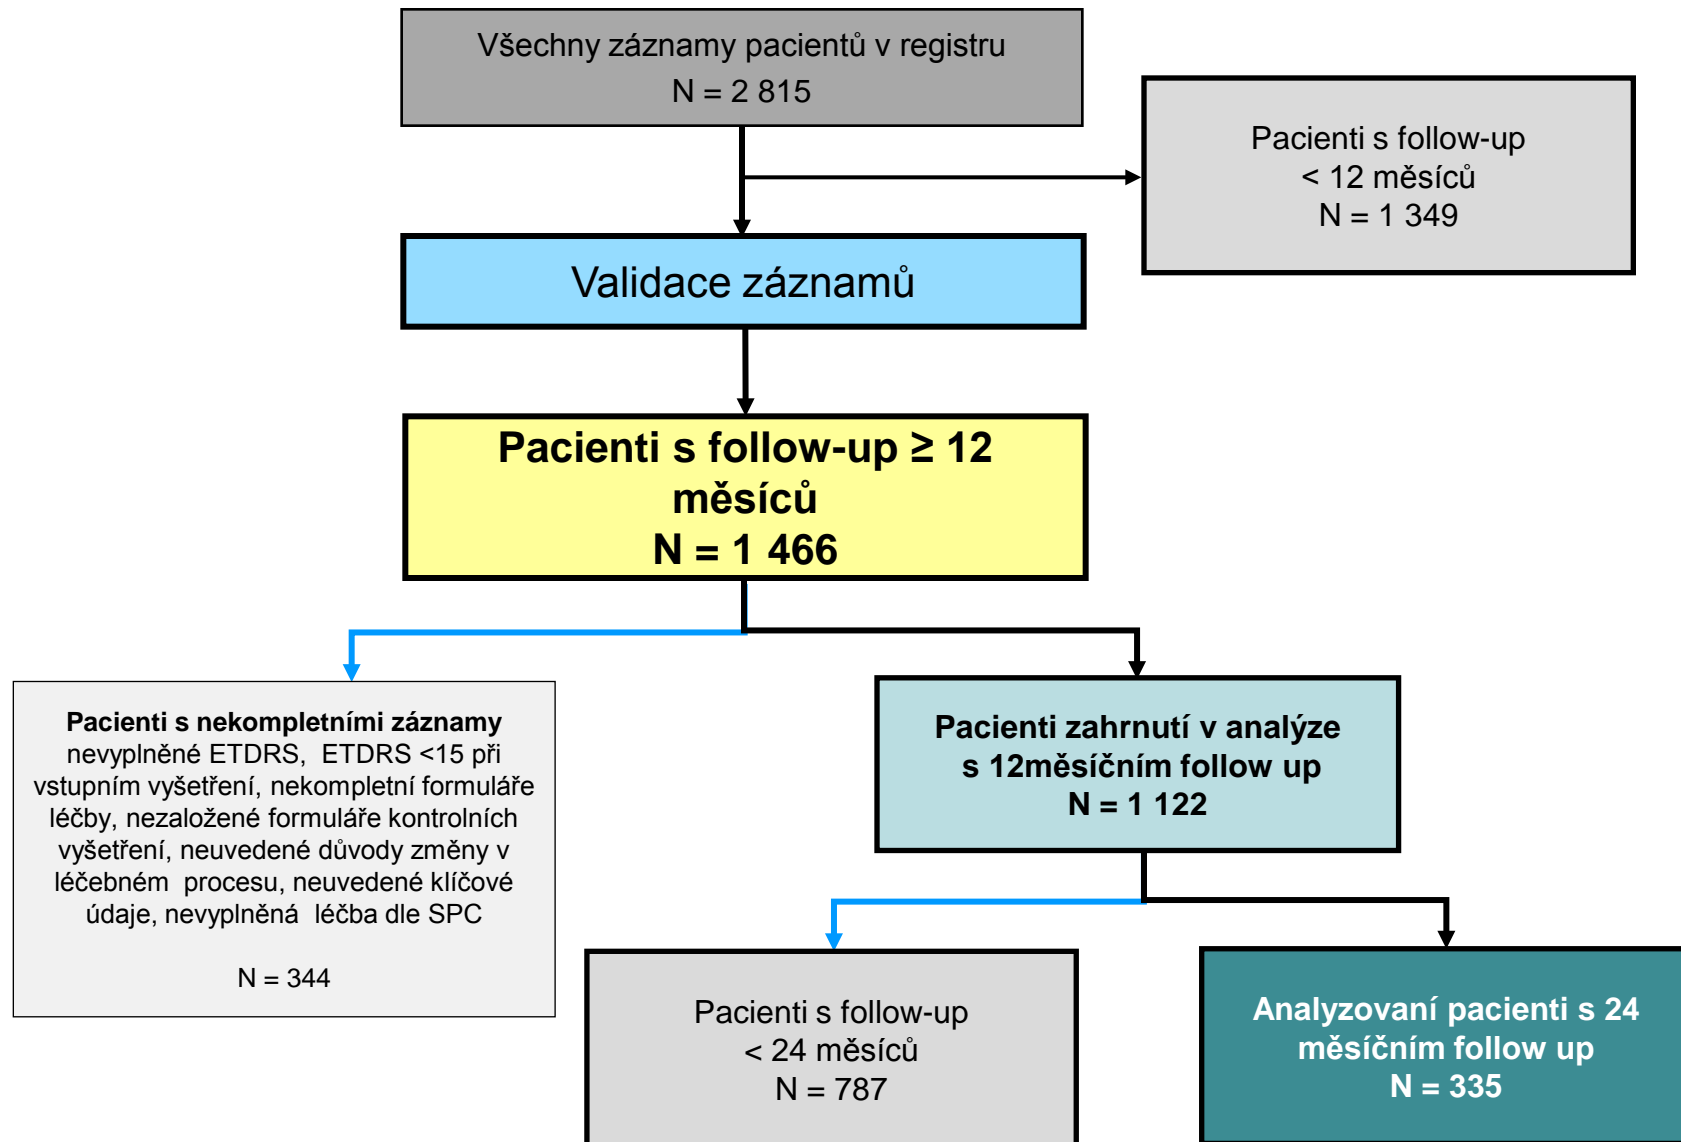 Všechny záznamy pacientů v registru
N = 2 815
Pacienti s follow-up
< 12 měsíců
N = 1 349
Validace záznamů
Pacienti s follow-up ≥ 12
měsíců
N = 1 466
Pacienti s nekompletními záznamy
nevyplněné ETDRS, ETDRS <15 při
vstupním vyšetření, nekompletní formuláře
léčby, nezaložené formuláře kontrolních
vyšetření, neuvedené důvody změny v
léčebném procesu, neuvedené klíčové
údaje, nevyplněná léčba dle SPC
N = 344
Pacienti zahrnutí v analýze
s 12měsíčním follow up
N = 1 122
Pacienti s follow-up
< 24 měsíců
N = 787
Analyzovaní pacienti s 24
měsíčním follow up
N = 335